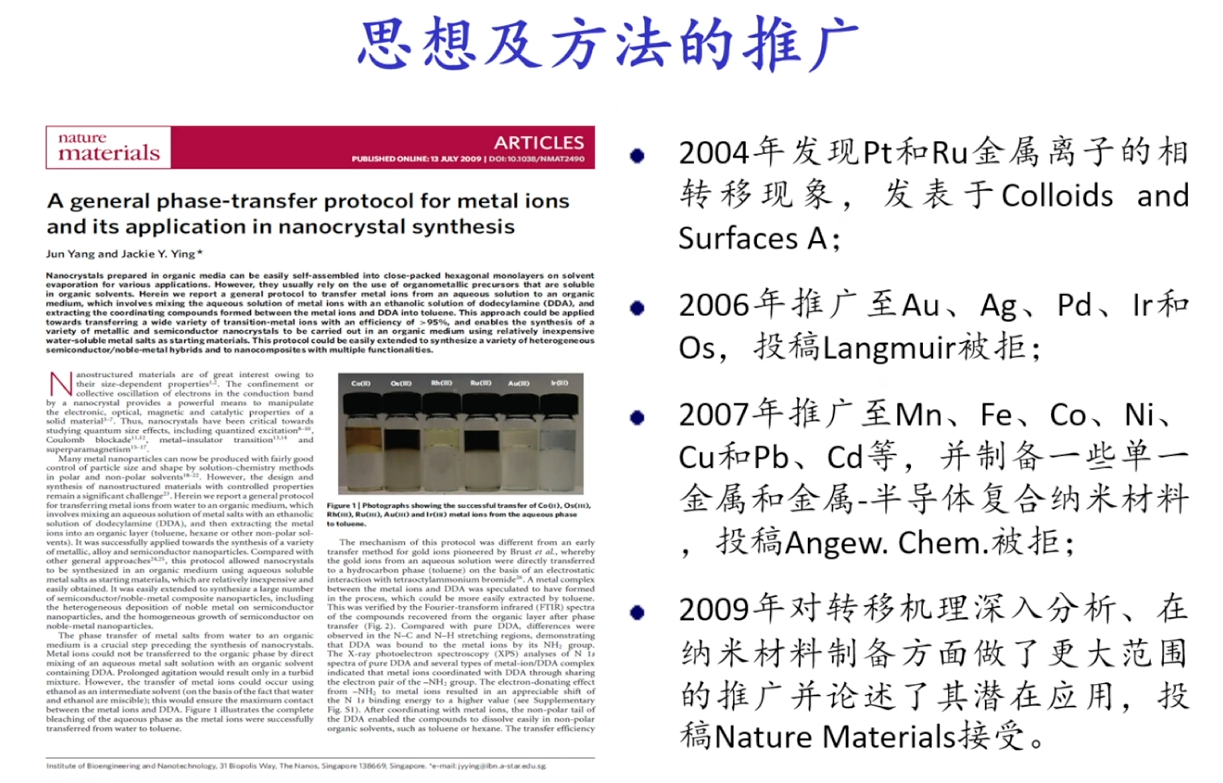 思想及方法的推广
nature
materials
ARTICLES
PUBLISHED ONLINE: 13 JULY 2009 | DOI: 10.1038/NMAT2490
A general phase-transfer protocol for metal ions
and its application in nanocrystal synthesis
Jun Yang and Jackie Y. Ying*
Nanocrystals prepared in organic media can be easily self-assembled into close-packed hexagonal monolayers on solvent
evaporation for various applications. However, they usually rely on the use of organometallic precursors that are soluble
in organic solvents. Herein we report a general protocol to transfer metal ions from an aqueous solution to an organic
medium, which involves mixing the aqueous solution of metal ions with an ethanolic solution of dodecylamine (DDA), and
extracting the coordinating compounds formed between the metal ions and DDA into toluene. This approach could be applied
towards transferring a wide variety of transition-metal ions with an efficiency of >95%, and enables the synthesis of a
variety of metallic and semiconductor nanocrystals to be carried out in an organic medium using relatively inexpensive
water-soluble metal salts as starting materials. This protocol could be easily extended to synthesize a variety of heterogeneous
semiconductor/noble-metal hybrids and to nanocomposites with multiple functionalities.
Nanostructured materials are of great interest owing to
their size-dependent properties1,2. The confinement or
collective oscillation of electrons in the conduction band
by a nanocrystal provides a powerful means to manipulate
the electronic, optical, magnetic and catalytic properties of a
solid material3–7. Thus, nanocrystals have been critical towards
studying quantum size effects, including quantized excitation8–10,
Coulomb blockade11,12, metal–insulator transition13,14 and
superparamagnetism15–17.
Many metal nanoparticles can now be produced with fairly good
control of particle size and shape by solution-chemistry methods
in polar and non-polar solvents18–22. However, the design and
synthesis of nanostructured materials with controlled properties
remain a significant challenge23. Herein we report a general protocol
for transferring metal ions from water to an organic medium, which
involves mixing an aqueous solution of metal salts with an ethanolic
solution of dodecylamine (DDA), and then extracting the metal
ions into an organic layer (toluene, hexane or other non-polar sol-
vents). It was successfully applied towards the synthesis of a variety
of metallic, alloy and semiconductor nanoparticles. Compared with
other general approaches24,25, this protocol allowed nanocrystals
to be synthesized in an organic medium using aqueous soluble
metal salts as starting materials, which are relatively inexpensive and
easily obtained. It was easily extended to synthesize a large number
of semiconductor/noble-metal composite nanoparticles, including
the heterogeneous deposition of noble metal on semiconductor
nanoparticles, and the homogeneous growth of semiconductor on
noble-metal nanoparticles.
The phase transfer of metal salts from water to an organic
medium is a crucial step preceding the synthesis of nanocrystals.
Metal ions could not be transferred to the organic phase by direct
mixing of an aqueous metal salt solution with an organic solvent
containing DDA. Prolonged agitation would result only in a turbid
mixture. However, the transfer of metal ions could occur using
ethanol as an intermediate solvent (on the basis of the fact that water
and ethanol are miscible); this would ensure the maximum contact
between the metal ions and DDA. Figure 1 illustrates the complete
bleaching of the aqueous phase as the metal ions were successfully
transferred from water to toluene.
Co(II) Os(III) Rh(III) Ru(III) Au(III) Ir(III)
Figure 1 | Photographs showing the successful transfer of Co(II), Os(III),
Rh(III), Ru(III), Au(III) and Ir(III) metal ions from the aqueous phase
to toluene.
The mechanism of this protocol was different from an early
transfer method for gold ions pioneered by Brust et al., whereby
the gold ions from an aqueous solution were directly transferred
to a hydrocarbon phase (toluene) on the basis of an electrostatic
interaction with tetraoctylammonium bromide26. A metal complex
between the metal ions and DDA was speculated to have formed
in the process, which could be more easily extracted by toluene.
This was verified by the Fourier-transform infrared (FTIR) spectra
of the compounds recovered from the organic layer after phase
transfer (Fig. 2). Compared with pure DDA, differences were
observed in the N–C and N–H stretching regions, demonstrating
that DDA was bound to the metal ions by its NH2 group.
The X-ray photoelectron spectroscopy (XPS) analyses of N 1s
spectra of pure DDA and several types of metal-ion/DDA complex
indicated that metal ions coordinated with DDA through sharing
the electron pair of the –NH2 group. The electron-donating effect
from –NH2 to metal ions resulted in an appreciable shift of
the N 1s binding energy to a higher value (see Supplementary
Fig. S1). After coordinating with metal ions, the non-polar tail of
the DDA enabled the compounds to dissolve easily in non-polar
organic solvents, such as toluene or hexane. The transfer efficiency
Institute of Bioengineering and Nanotechnology, 31 Biopolis Way, The Nanos, Singapore 138669, Singapore. *e-mail: jyying@ibn.a-star.edu.sg.
• 2004年发现Pt和Ru金属离子的相
转移现象，发表于Colloids and
Surfaces A；
• 2006年推广至Au、Ag、Pd、Ir和
Os，投稿Langmuir被拒；
• 2007年推广至Mn、Fe、Co、Ni、
Cu和Pb、Cd等，并制备一些单一
金属和金属-半导体复合纳米材料
，投稿Angew. Chem.被拒；
• 2009年对转移机理深入分析、在
纳米材料制备方面做了更大范围
的推广并论述了其潜在应用，投
稿Nature Materials接受。